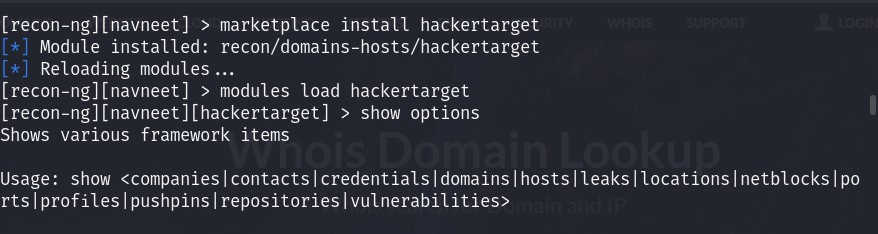 [recon-ng][navneet] > marketplace install hackertarget
[*] Module installed: recon/domains-hosts/hackertarget
[*] Reloading modules...
[recon-ng][navneet] > modules load hackertarget
[recon-ng][navneet][hackertarget] > show options
Shows various framework items
Usage: show <companies|contacts|credentials|domains|hosts|leaks|locations|netblocks|po
rts|profiles|pushpins|repositories|vulnerabilities>
WHOIS SUPPORT LOGIN
Whois Domain Lookup
Domain and IP